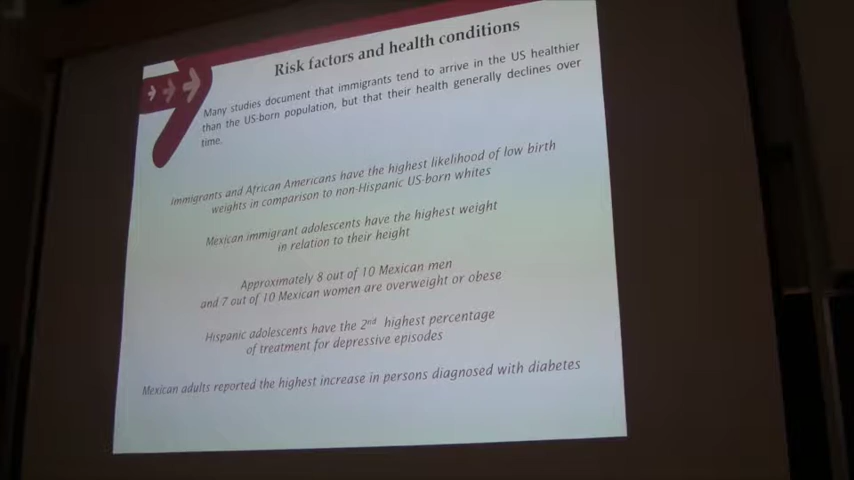 Risk factors and health conditions
Many studies document that immigrants tend to arrive in the US healthier
than the US-born population, but that their health generally declines over
time.
Immigrants and African Americans have the highest likelihood of low birth
weights in comparison to non-Hispanic US-born whites
Mexican immigrant adolescents have the highest weight
in relation to their height
Approximately 8 out of 10 Mexican men
and 7 out of 10 Mexican women are overweight or obese
Hispanic adolescents have the 2nd highest percentage
of treatment for depressive episodes
Mexican adults reported the highest increase in persons diagnosed with diabetes